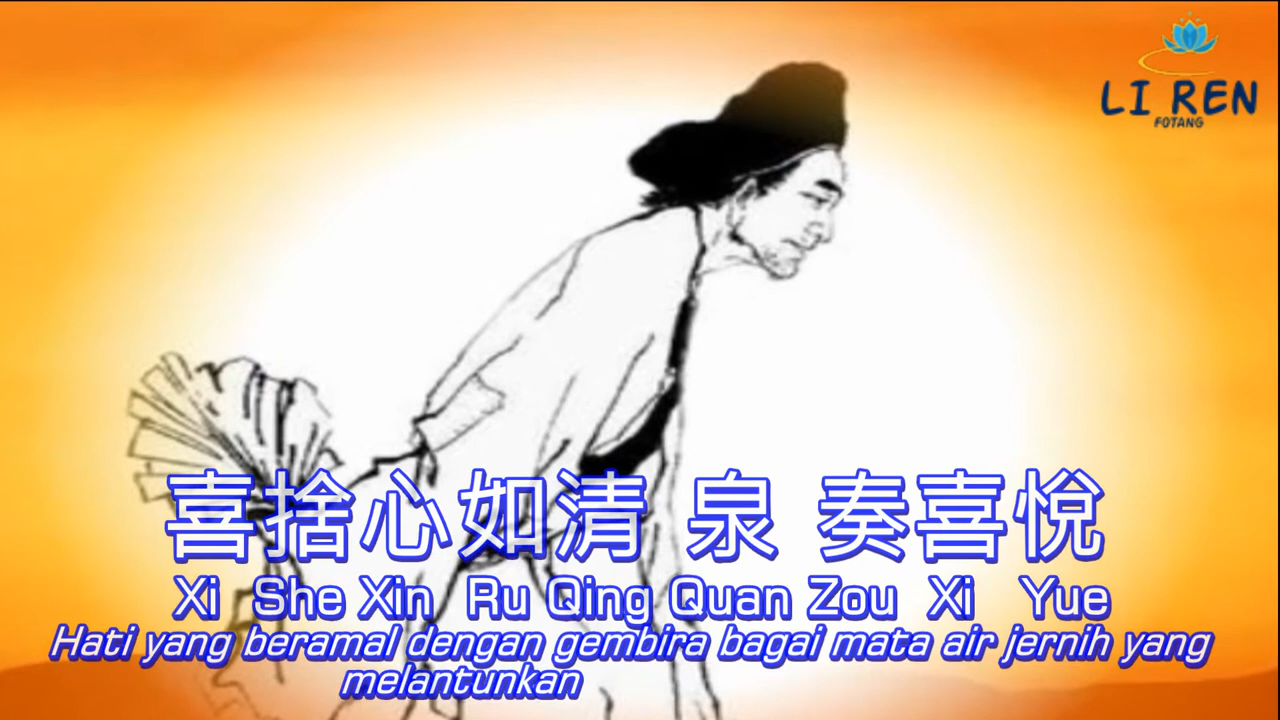 LI REN
FOTANG
喜捨心如清 泉 奏喜悅
Xi She Xin Ru Qing Quan Zou Xi Yue
Hati yang beramal dengan gembira bagai mata air jernih yang
melantunkan